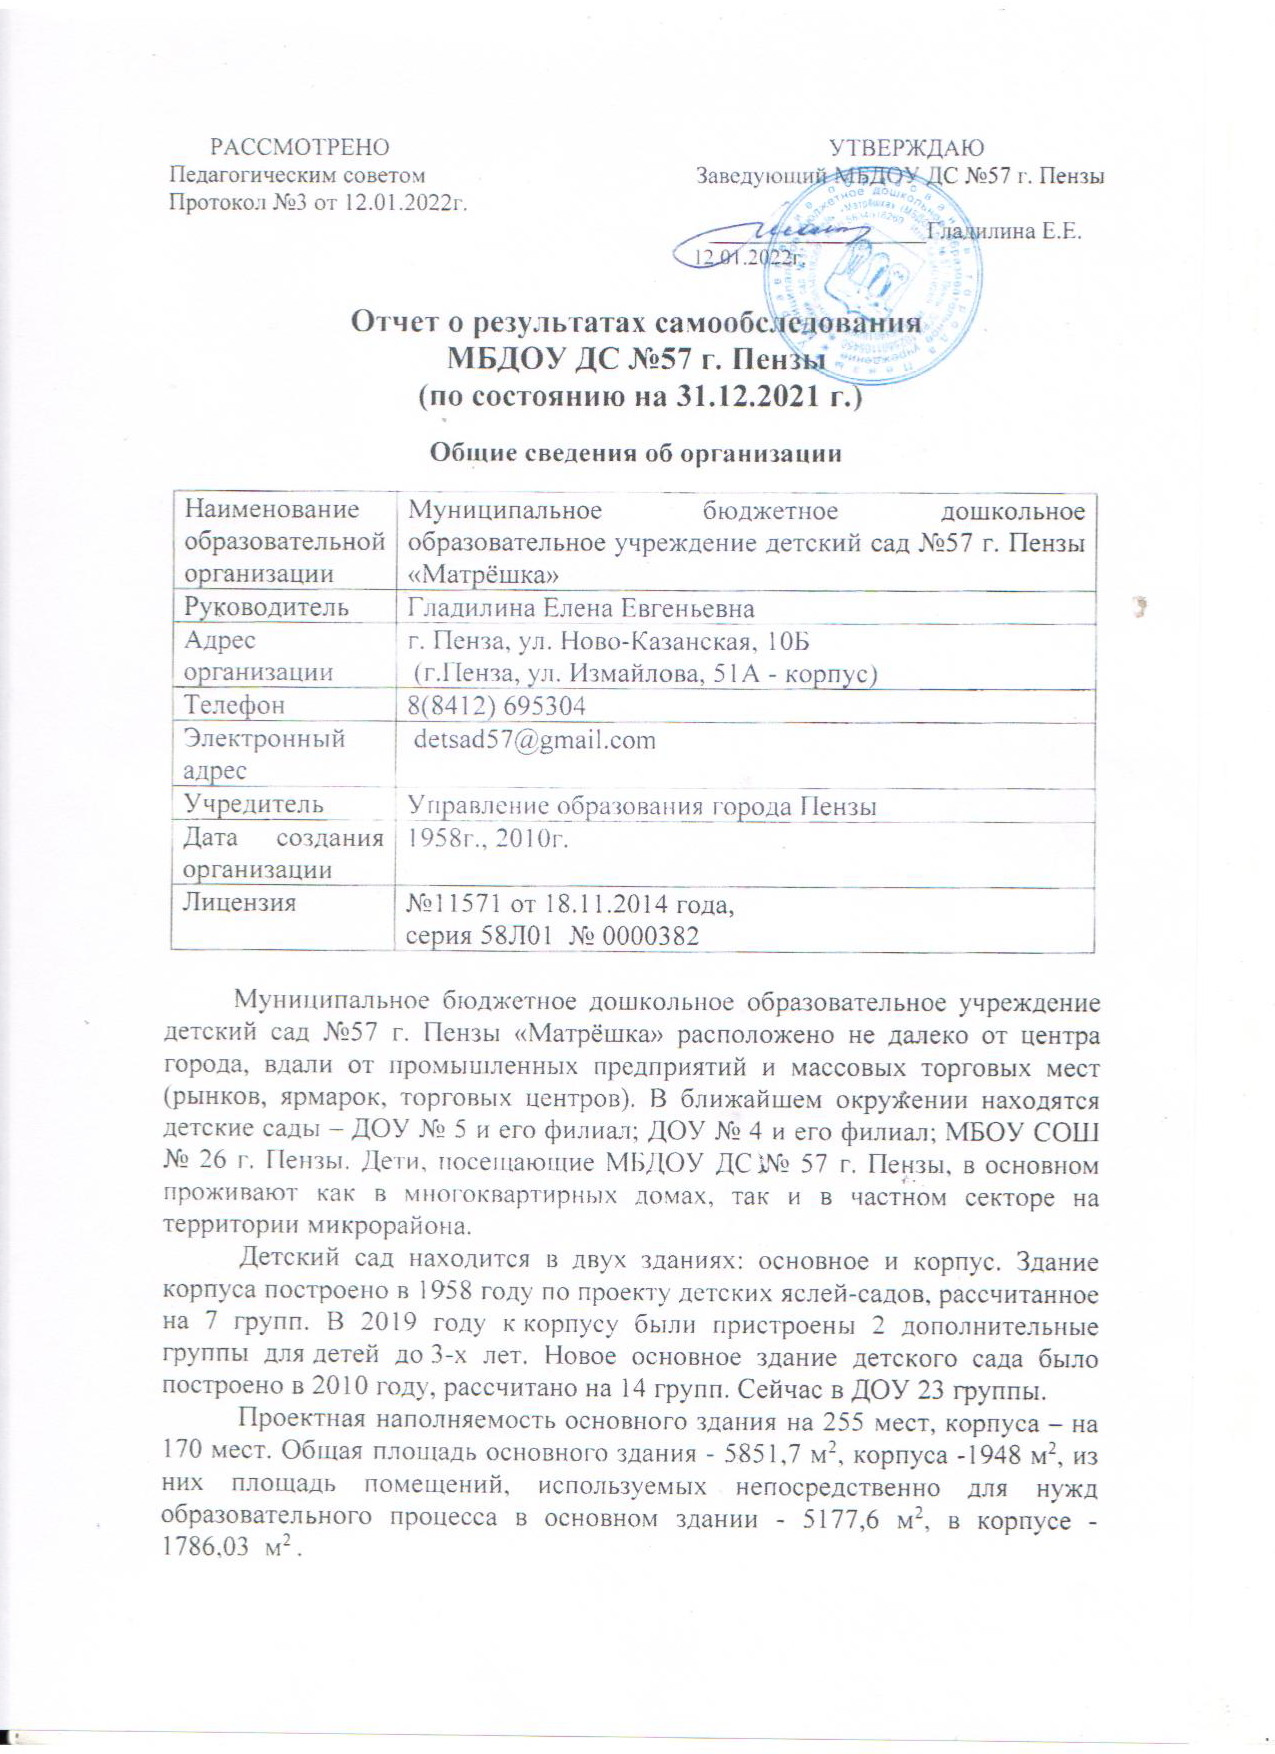 РАССМОТРЕНО
Педагогическим советом
Протокол №3 от 12.01.2022г.
УТВЕРЖДАЮ
Заведующий МБДОУ ДС №57 г. Пензы
Гладилина Е.Е.
12.01.2022г.
Отчет о результатах самообследования
МБДОУ ДС №57 г. Пензы
(по состоянию на 31.12.2021 г.)
Общие сведения об организации
Наименование
образовательной
организации
Муниципальное бюджетное дошкольное
образовательное учреждение детский сад №57 г. Пензы
«Матрёшка»
Руководитель
Гладилина Елена Евгеньевна
Адрес
организации
г. Пенза, ул. Ново-Казанская, 10Б
(г.Пенза, ул. Измайлова, 51А - корпус)
Телефон
8(8412) 695304
Электронный
адрес
detsad57@gmail.com
Учредитель
Управление образования города Пензы
Дата создания
организации
1958г., 2010г.
Лицензия
№11571 от 18.11.2014 года,
серия 58Л01 № 0000382
Муниципальное бюджетное дошкольное образовательное учреждение
детский сад №57 г. Пензы «Матрёшка» расположено не далеко от центра
города, вдали от промышленных предприятий и массовых торговых мест
(рынков, ярмарок, торговых центров). В ближайшем окружении находятся
детские сады – ДОУ № 5 и его филиал; ДОУ № 4 и его филиал; МБОУ СОШ
№ 26 г. Пензы. Дети, посещающие МБДОУ ДС № 57 г. Пензы, в основном
проживают как в многоквартирных домах, так и в частном секторе на
территории микрорайона.
Детский сад находится в двух зданиях: основное и корпус. Здание
корпуса построено в 1958 году по проекту детских яслей-садов, рассчитанное
на 7 групп. В 2019 году к корпусу были пристроены 2 дополнительные
группы для детей до 3-х лет. Новое основное здание детского сада было
построено в 2010 году, рассчитано на 14 групп. Сейчас в ДОУ 23 группы.
Проектная наполняемость основного здания на 255 мест, корпуса – на
170 мест. Общая площадь основного здания - 5851,7 м², корпуса -1948 м², из
них площадь помещений, используемых непосредственно для нужд
образовательного процесса в основном здании - 5177,6 м², в корпусе -
1786,03 м² .